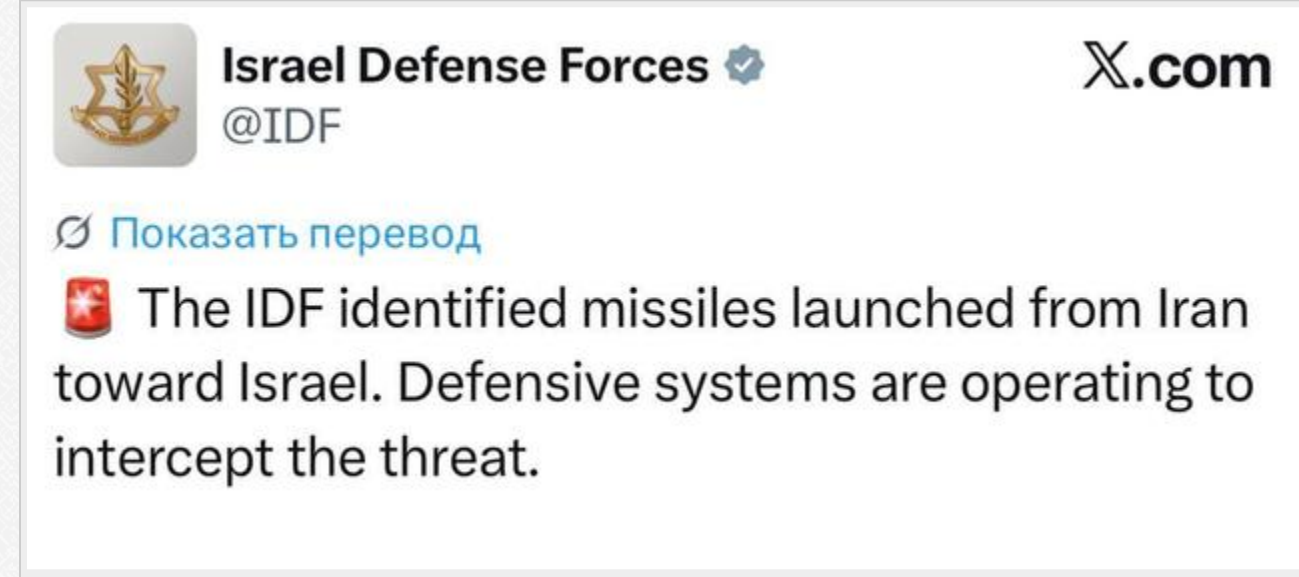 Israel Defense Forces
X.com
@IDF
Показать перевод
🚨 The IDF identified missiles launched from Iran
toward Israel. Defensive systems are operating to
intercept the threat.